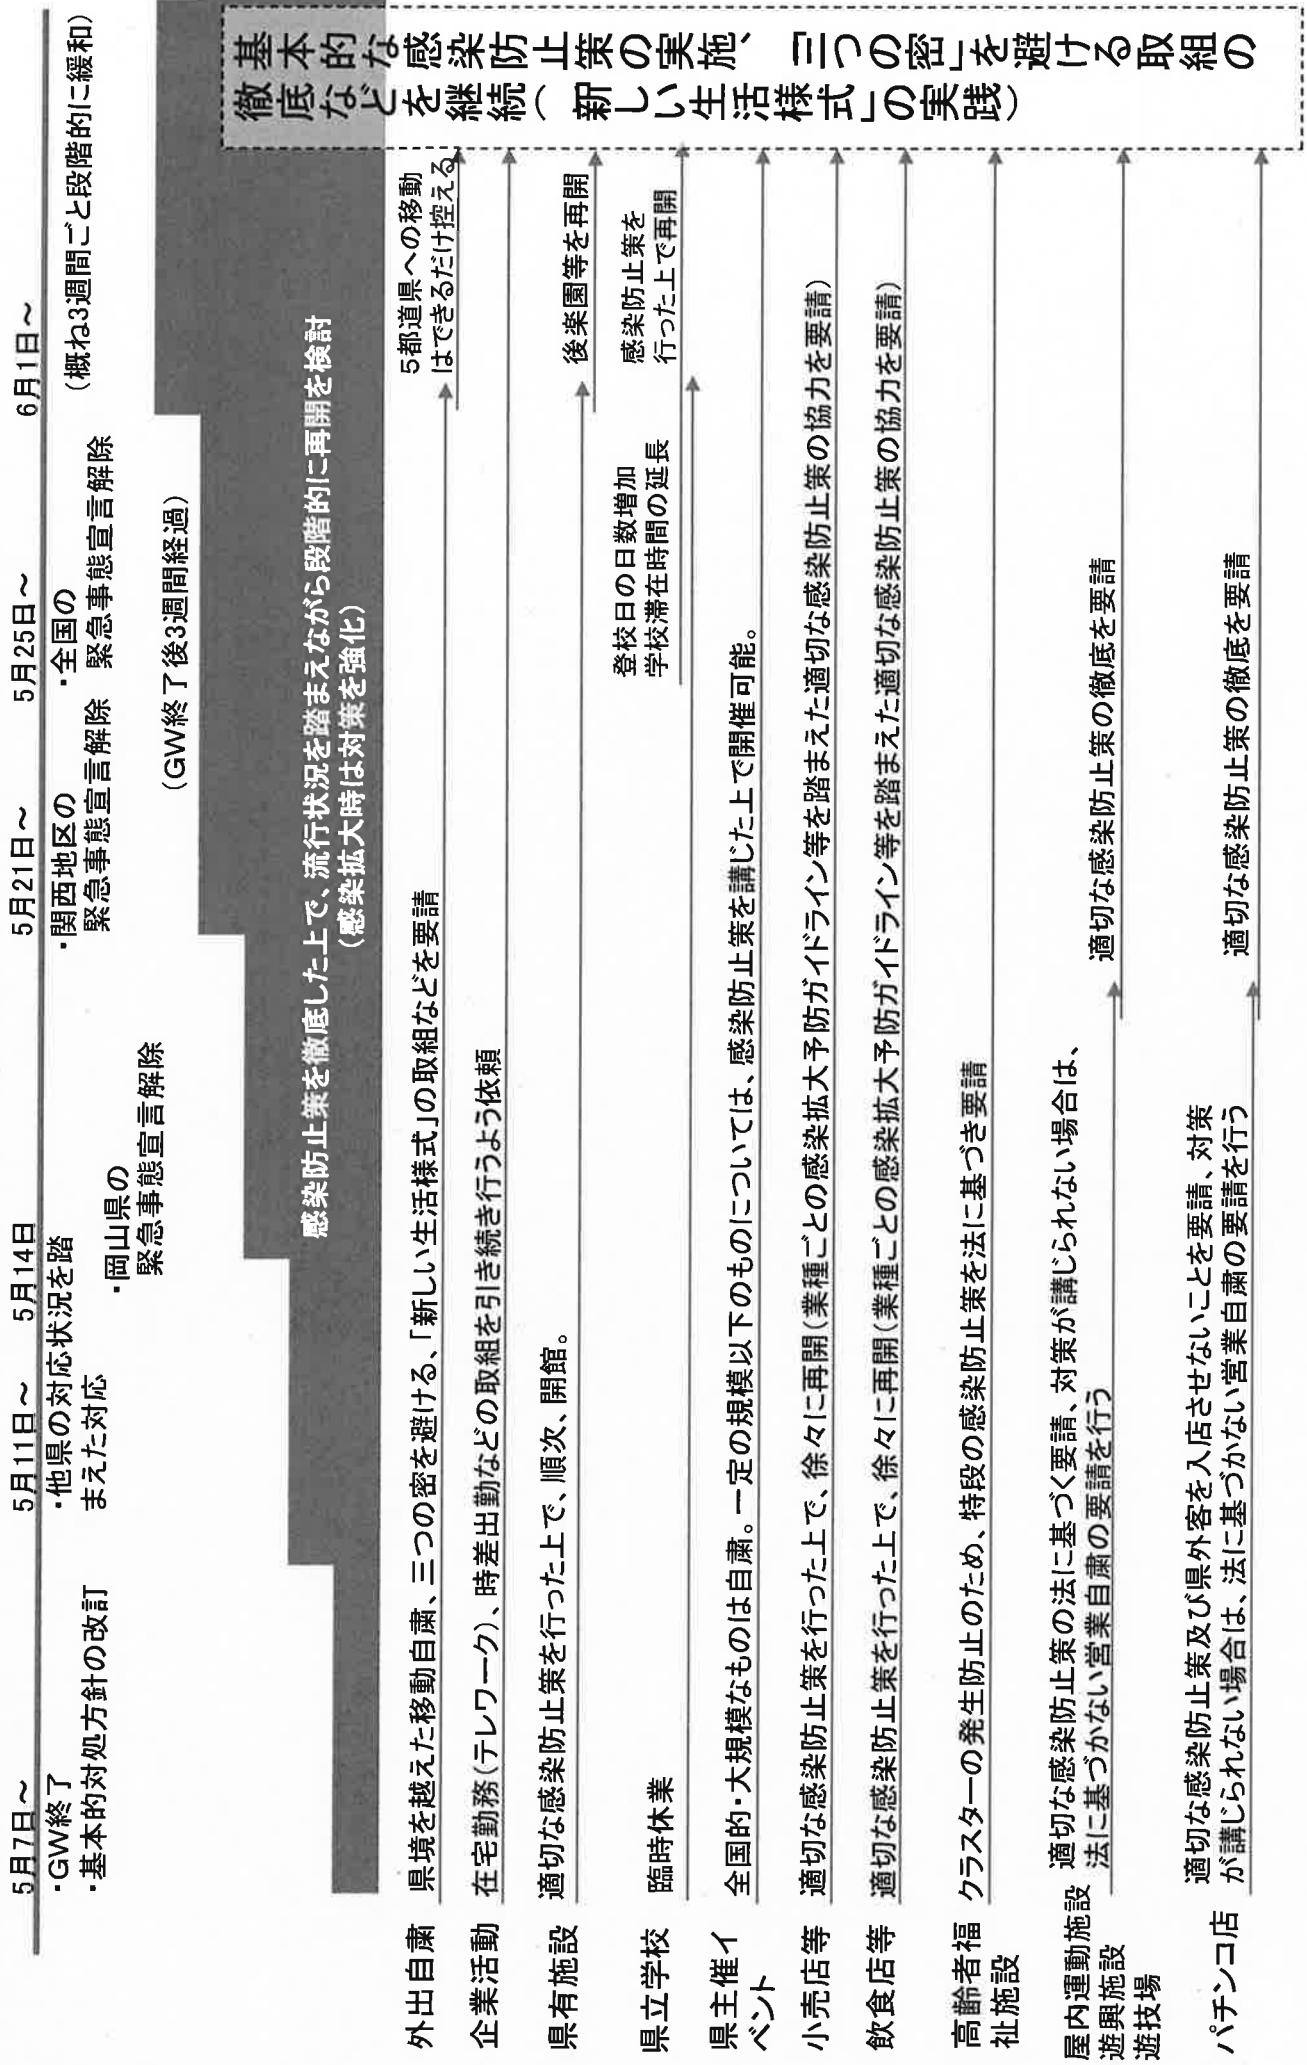 5月7日～
・GW終了
・基本的対処方針の改訂
5月11日～
・他県の対応状況を踏
まえた対応
5月14日
・岡山県の
緊急事態宣言解除
5月21日～
・関西地区の
緊急事態宣言解除
5月25日～
・全国の
緊急事態宣言解除
(GW終了後3週間経過)
6月1日～
(概ね3週間ごと段階的に緩和)
感染防止策を徹底した上で、流行状況を踏まえながら段階的に再開を検討
(感染拡大時は対策を強化)
外出自粛
県境を越えた移動自粛、三つの密を避ける、「新しい生活様式」の取組などを要請
5都道県への移動
はできるだけ控える
企業活動
在宅勤務(テレワーク)、時差出勤などの取組を引き続き行うよう依頼
県有施設
適切な感染防止策を行った上で、順次、開館。
後楽園等を再開
県立学校
臨時休業
登校日の日数増加
学校滞在時間の延長
感染防止策を
行った上で再開
県主催イ
ベント
全国的・大規模なものは自粛。一定の規模以下のものについては、感染防止策を講じた上で開催可能。
小売店等
適切な感染防止策を行った上で、徐々に再開(業種ごとの感染拡大予防ガイドライン等を踏まえた適切な感染防止策の協力を要請)
飲食店等
適切な感染防止策を行った上で、徐々に再開(業種ごとの感染拡大予防ガイドライン等を踏まえた適切な感染防止策の協力を要請)
高齢者福
祉施設
クラスターの発生防止のため、特段の感染防止策を法に基づき要請
屋内運動施設
遊興施設
遊技場
適切な感染防止策の法に基づく要請、対策が講じられない場合は、
法に基づかない営業自粛の要請を行う
適切な感染防止策の徹底を要請
パチンコ店
適切な感染防止策及び県外客を入店させないことを要請、対策
が講じられない場合は、法に基づかない営業自粛の要請を行う
適切な感染防止策の徹底を要請
基本的な感染防止策の実施、「三つの密」を避ける取組の
徹底などを継続(「新しい生活様式」の実践)